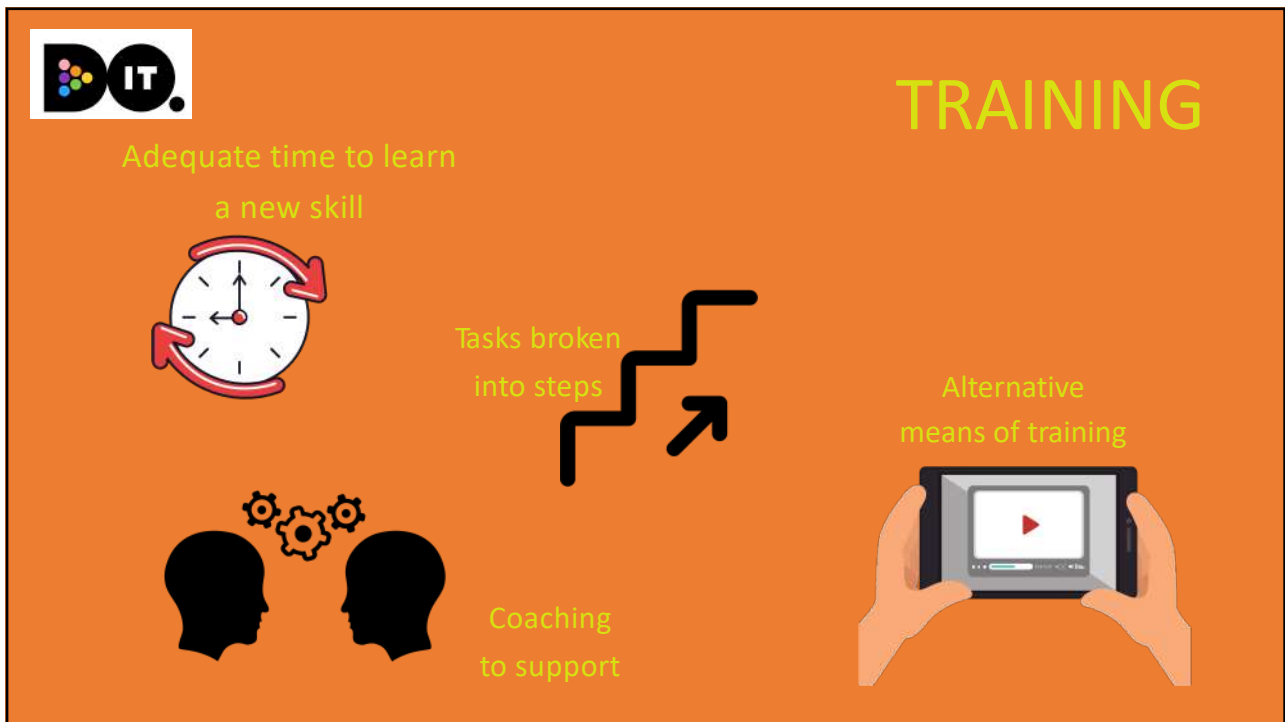 DO IT.
TRAINING
Adequate time to learn
a new skill
Tasks broken
into steps
Alternative
means of training
Coaching
to support